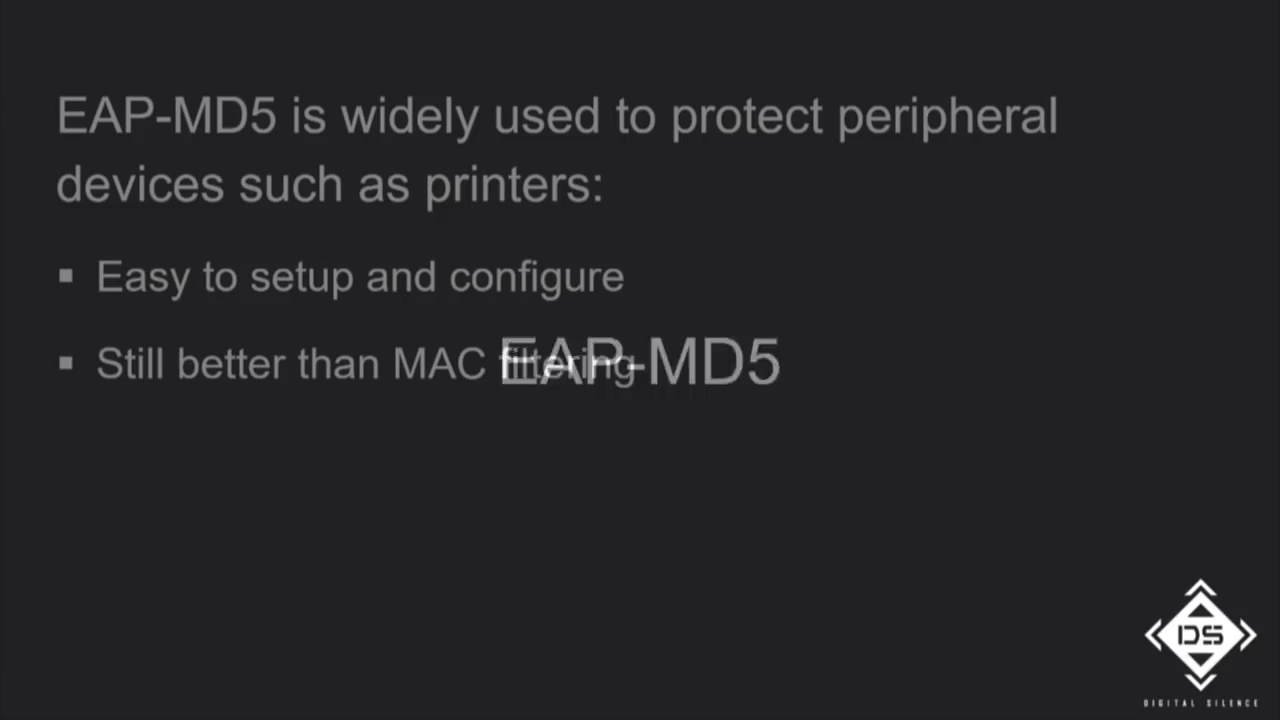 EAP-MD5 is widely used to protect peripheral
devices such as printers:
▪ Easy to setup and configure
▪ Still better than MAC filtering
EAP-MD5
DS
DIGITAL SILENCE